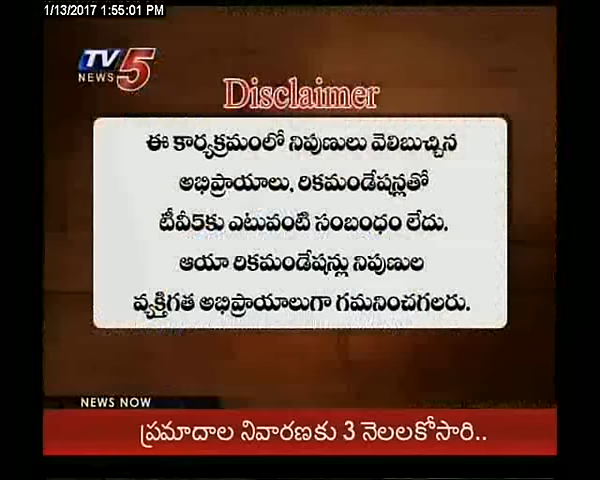 1/13/2017 1:55:01 PM
TV5
NEWS
Disclaimer
ఈ కార్యక్రమంలో నిపుణులు వెలిబుచ్చిన
అభిప్రాయాలు, రికమండేషన్లతో
టీవీ5కు ఎటువంటి సంబంధం లేదు.
ఆయా రికమండేషన్లు నిపుణుల
వ్యక్తిగత అభిప్రాయాలుగా గమనించగలరు.
NEWS NOW
ప్రమాదాల నివారణకు 3 నెలలకోసారి..